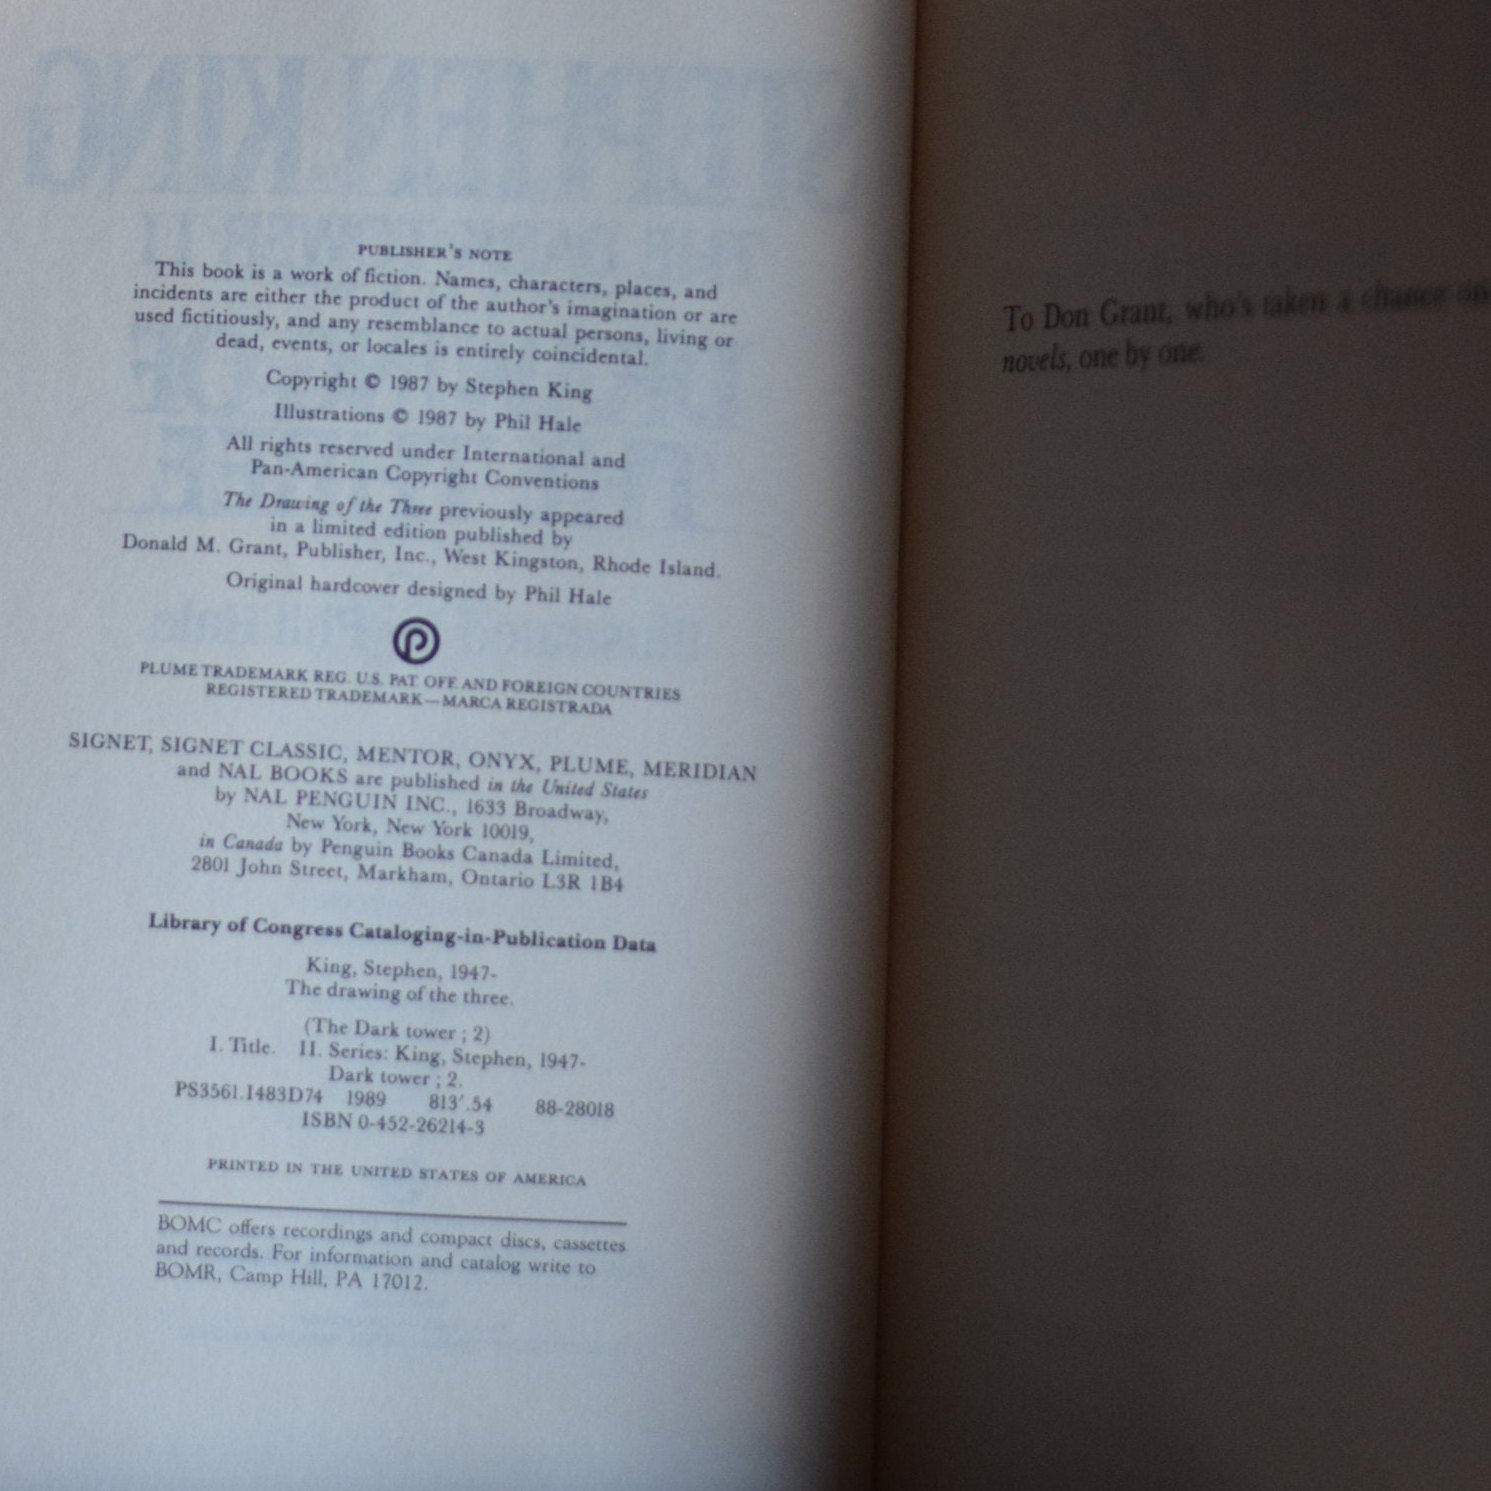 PUBLISHER'S NOTE
This book is a work of fiction. Names, characters, places, and
incidents are either the product of the author's imagination or are
used fictitiously, and any resemblance to actual persons, living or
dead, events, or locales is entirely coincidental.
Copyright © 1987 by Stephen King
Illustrations © 1987 by Phil Hale
All rights reserved under International and
Pan-American Copyright Conventions
The Drawing of the Three previously appeared
in a limited edition published by
Donald M. Grant, Publisher, Inc., West Kingston, Rhode Island.
Original hardcover designed by Phil Hale
P
PLUME TRADEMARK REG. U.S. PAT. OFF. AND FOREIGN COUNTRIES
REGISTERED TRADEMARK—MARCA REGISTRADA
SIGNET, SIGNET CLASSIC, MENTOR, ONYX, PLUME, MERIDIAN
and NAL BOOKS are published in the United States
by NAL PENGUIN INC., 1633 Broadway,
New York, New York 10019,
in Canada by Penguin Books Canada Limited,
2801 John Street, Markham, Ontario L3R 1B4
Library of Congress Cataloging-in-Publication Data
King, Stephen, 1947-
The drawing of the three.
(The Dark tower ; 2)
I. Title. II. Series: King, Stephen, 1947-
Dark tower ; 2.
PS3561.I483D74 1989 813'.54 88-28018
ISBN 0-452-26214-3
PRINTED IN THE UNITED STATES OF AMERICA
BOMC offers recordings and compact discs, cassettes
and records. For information and catalog write to
BOMR, Camp Hill, PA 17012.
To Don Grant, who's taken a chance on
novels, one by one.